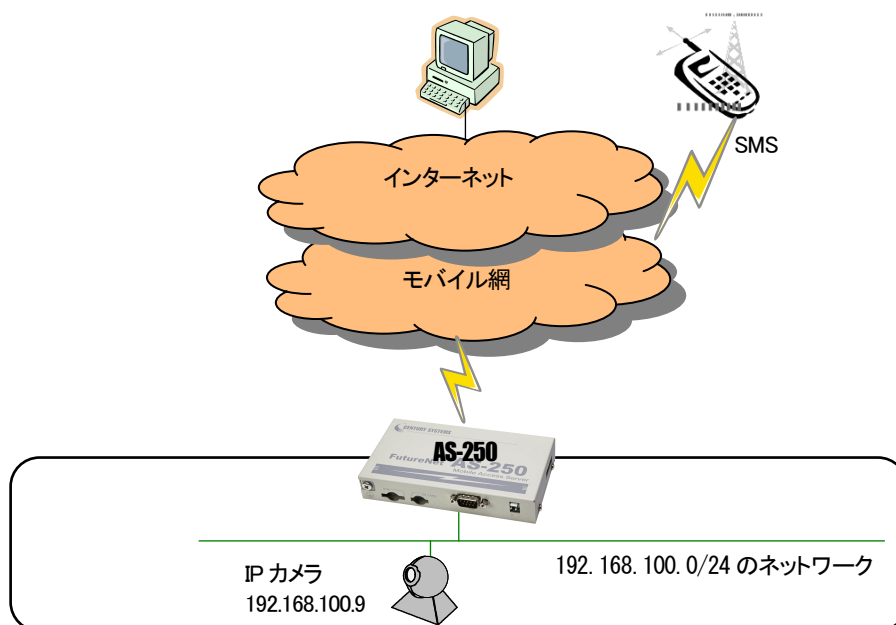 SMS
インターネット
モバイル網
CENTURY SYSTEMS
AS-250
FutureNet AS-250
Mobile Access Server
IP カメラ
192.168.100.9
192.168.100.0/24 のネットワーク